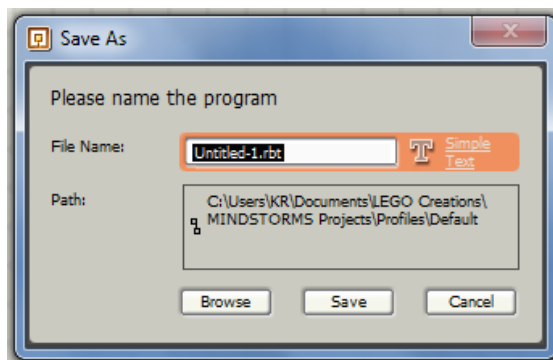 Save As
Please name the program
File Name:
Untitled-1.rbt
T Simple
Text
Path:
C:\Users\KR\Documents\LEGO Creations\
MINDSTORMS Projects\Profiles\Default
Browse
Save
Cancel